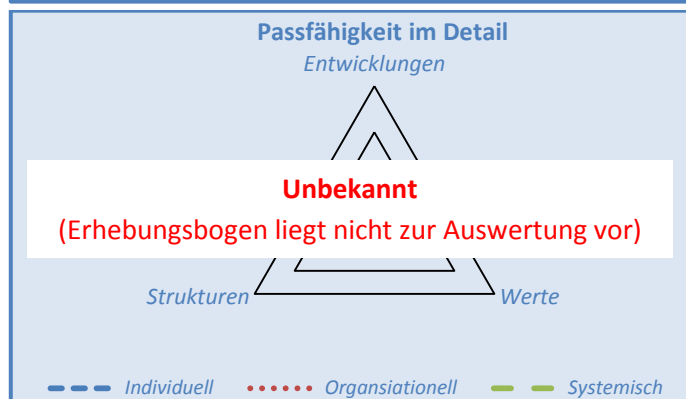 Passfähigkeit im Detail
Entwicklungen
Unbekannt
(Erhebungsbogen liegt nicht zur Auswertung vor)
Strukturen Werte
Individuell Organsiationell Systemisch